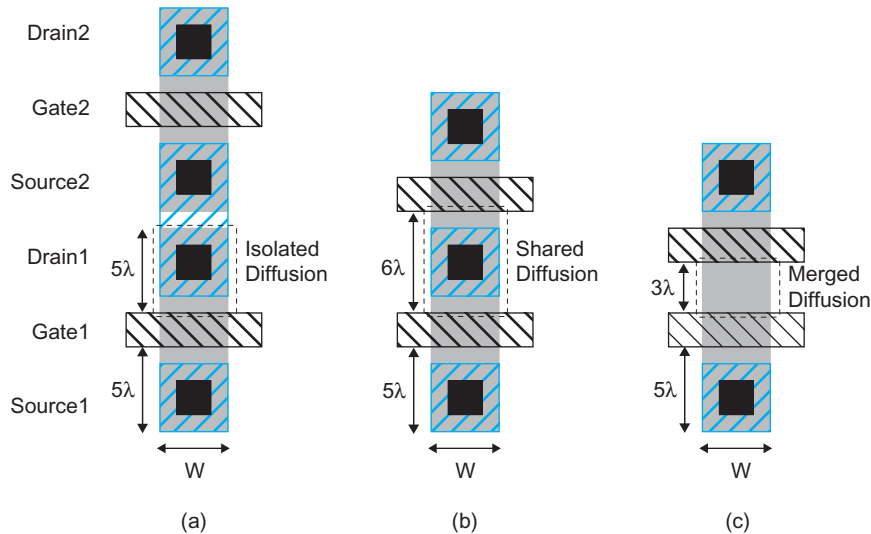 Drain2
Gate2
Source2
Drain1
Gate1
Source1
5λ
5λ
Isolated
Diffusion
W
(a)
6λ
5λ
Shared
Diffusion
W
(b)
3λ
5λ
Merged
Diffusion
W
(c)